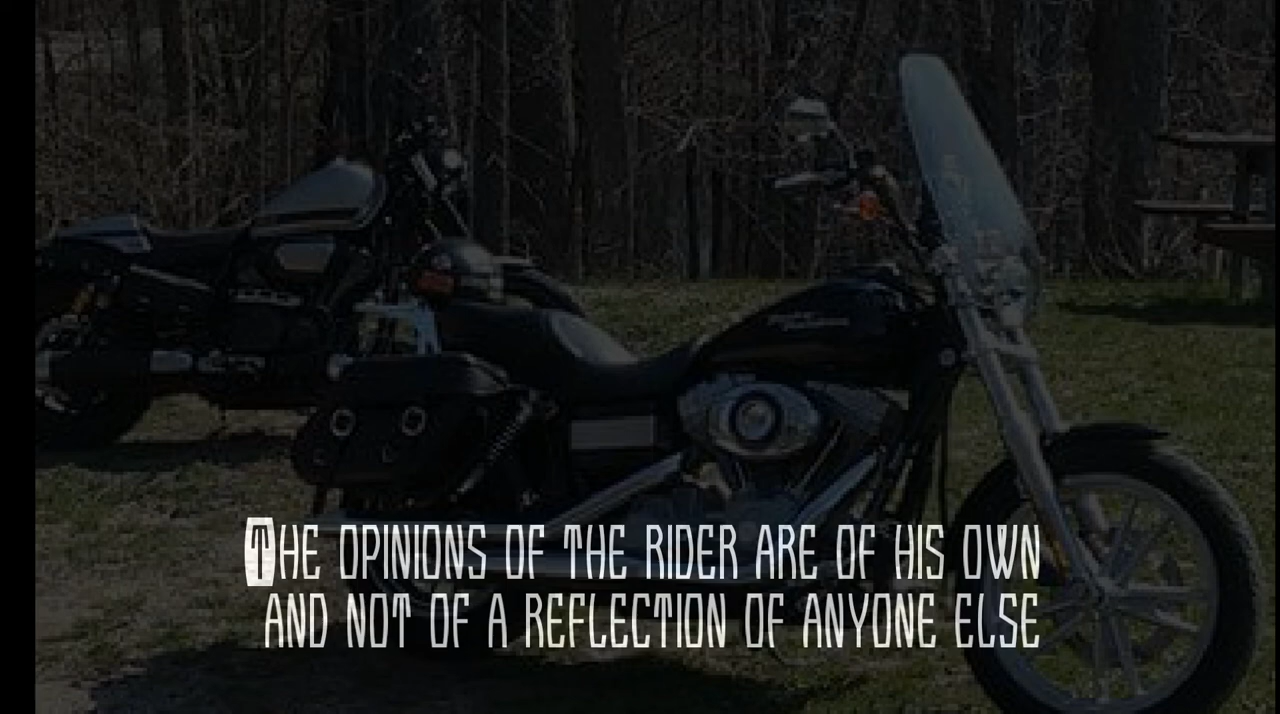 THE OPINIONS OF THE RIDER ARE OF HIS OWN
AND NOT OF A REFLECTION OF ANYONE ELSE